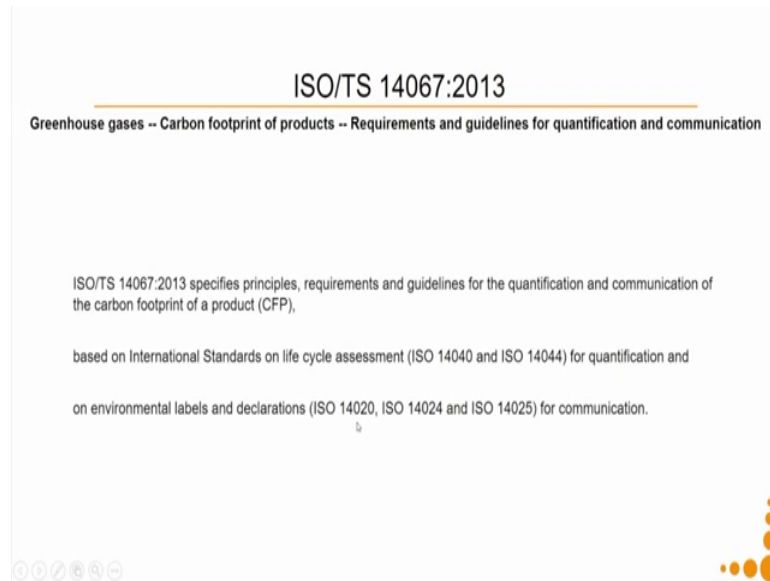 ISO/TS 14067:2013
Greenhouse gases -- Carbon footprint of products -- Requirements and guidelines for quantification and communication
ISO/TS 14067:2013 specifies principles, requirements and guidelines for the quantification and communication of
the carbon footprint of a product (CFP),
based on International Standards on life cycle assessment (ISO 14040 and ISO 14044) for quantification and
on environmental labels and declarations (ISO 14020, ISO 14024 and ISO 14025) for communication.